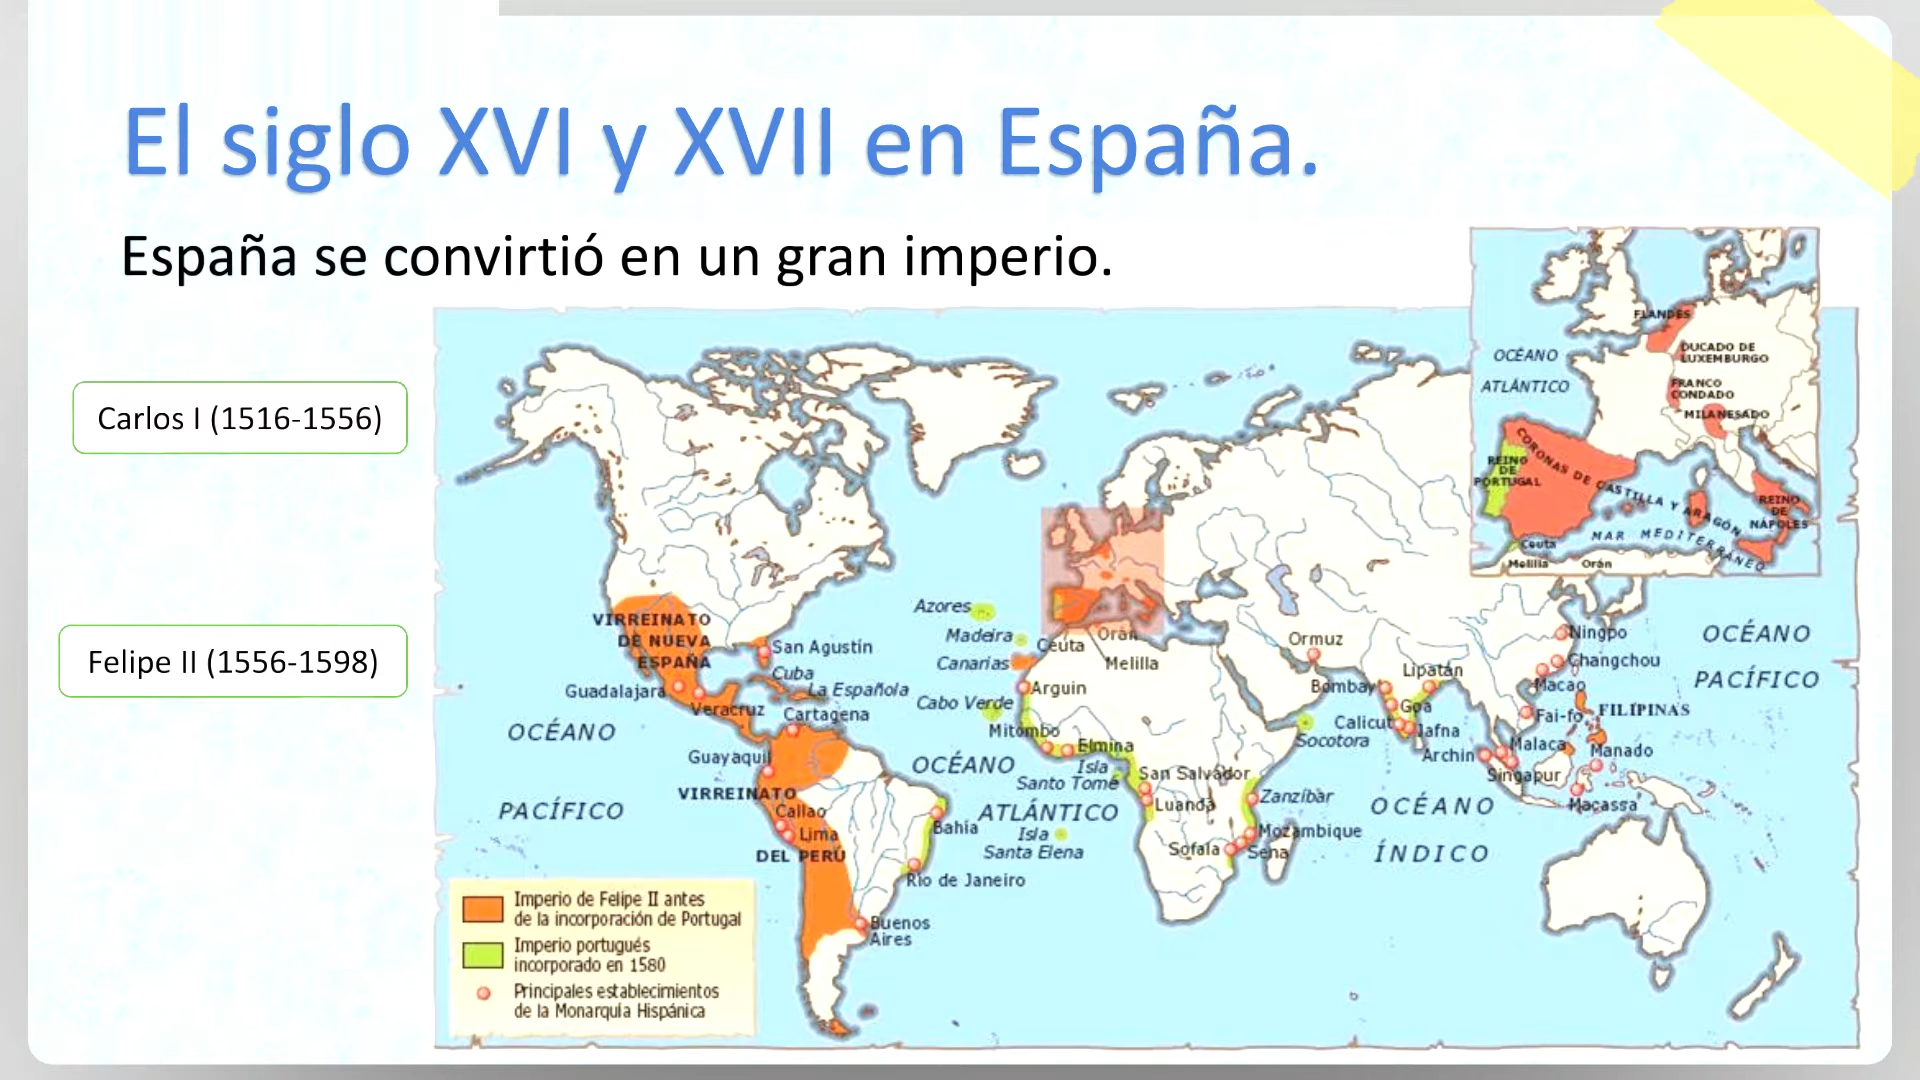 El siglo XVI y XVII en España.
España se convirtió en un gran imperio.
Carlos I (1516-1556)
Felipe II (1556-1598)
FLANDES
DUCADO DE
LUXEMBURGO
OCÉANO
ATLÁNTICO
FRANCO
CONDADO
MILANESADO
CORONAS DE CASTILLA Y ARAGÓN
REINO
DE
PORTUGAL
REINO
DE
NÁPOLES
MAR MEDITERRÁNEO
Ceuta
Melilla
Orán
VIRREINATO
DE NUEVA
ESPAÑA
San Agustín
Cuba
La Española
Guadalajara
Veracruz
Cartagena
OCÉANO
PACÍFICO
Guayaquil
VIRREINATO
Callao
Lima
DEL PERÚ
Bahía
Río de Janeiro
Buenos
Aires
Azores
Madeira
Canarias
Cabo Verde
Ceuta
Orán
Melilla
Arguin
Mitombo
Elmina
OCÉANO
ATLÁNTICO
Isla
Santo Tomé
Isla
Santa Elena
San Salvador
Luanda
Zanzíbar
Mozambique
Sofala
Sena
Ormuz
Socotora
Bombay
Lipatán
Goa
Calicut
Jafna
Archin
Ningpo
Changchou
Macao
Fai-fo
FILIPINAS
Malaca
Manado
Singapur
Macassa
OCÉANO
ÍNDICO
OCÉANO
PACÍFICO
Imperio de Felipe II antes
de la incorporación de Portugal
Imperio portugués
incorporado en 1580
Principales establecimientos
de la Monarquía Hispánica